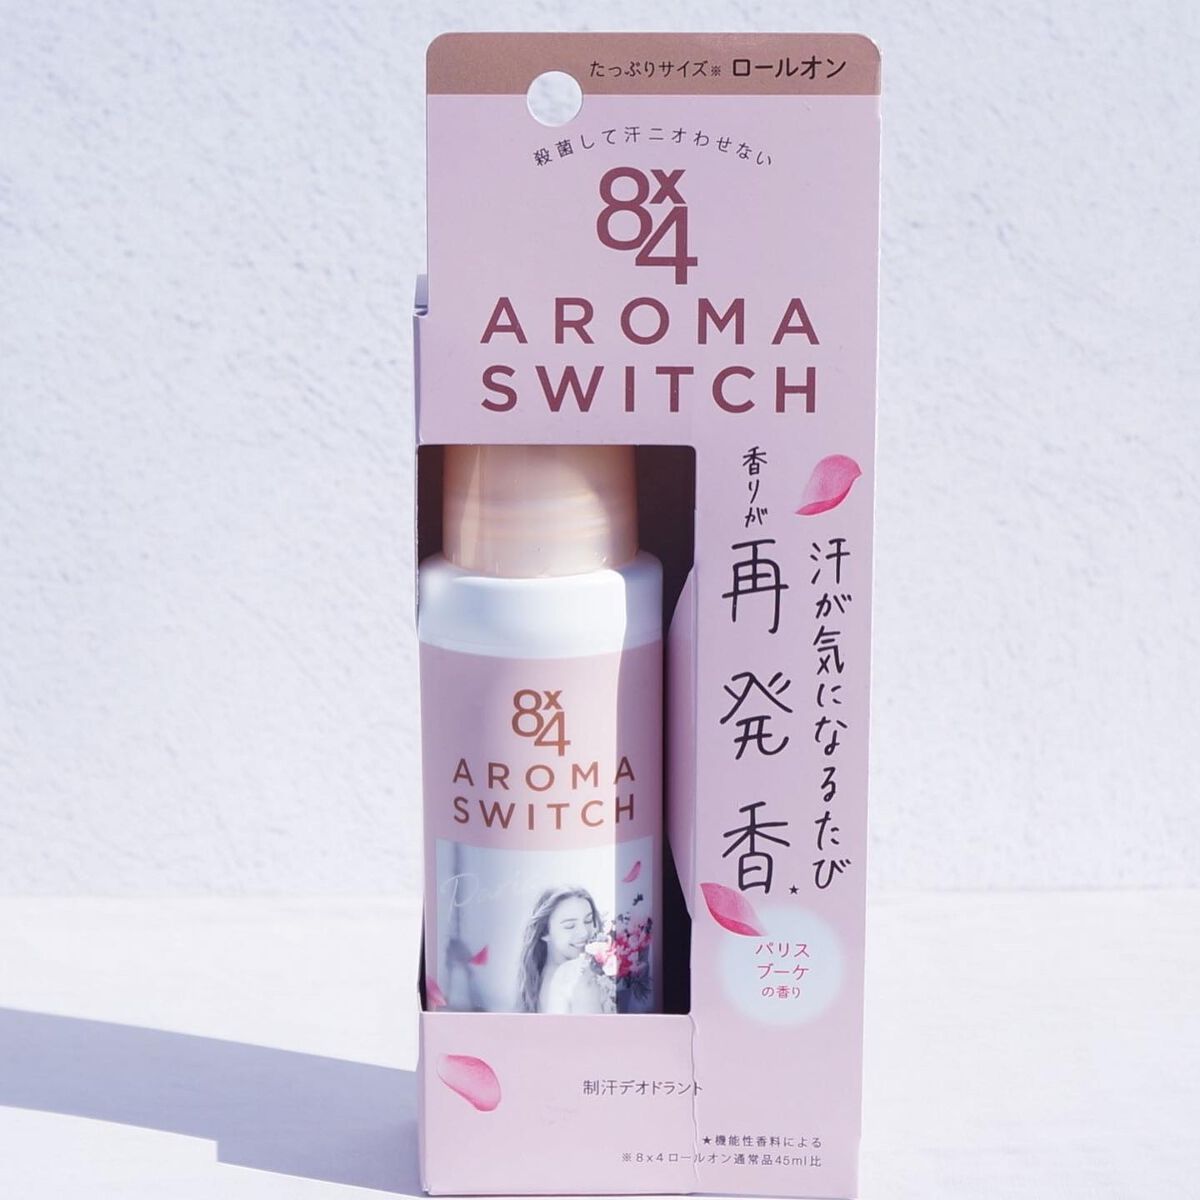 たっぷりサイズ※ ロールオン
殺菌して汗ニオわせない
8x4
AROMA
SWITCH
汗が気になるたび
香りが
再発香★
パリス
ブーケ
の香り
8x4
AROMA
SWITCH
制汗デオドラント
★機能性香料による
※8x4ロールオン通常品45ml比